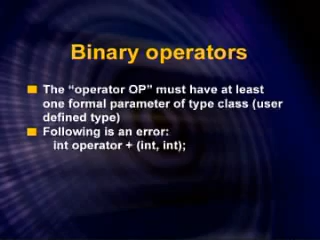 Binary operators
The “operator OP” must have at least
one formal parameter of type class (user
defined type)
Following is an error:
int operator + (int, int);